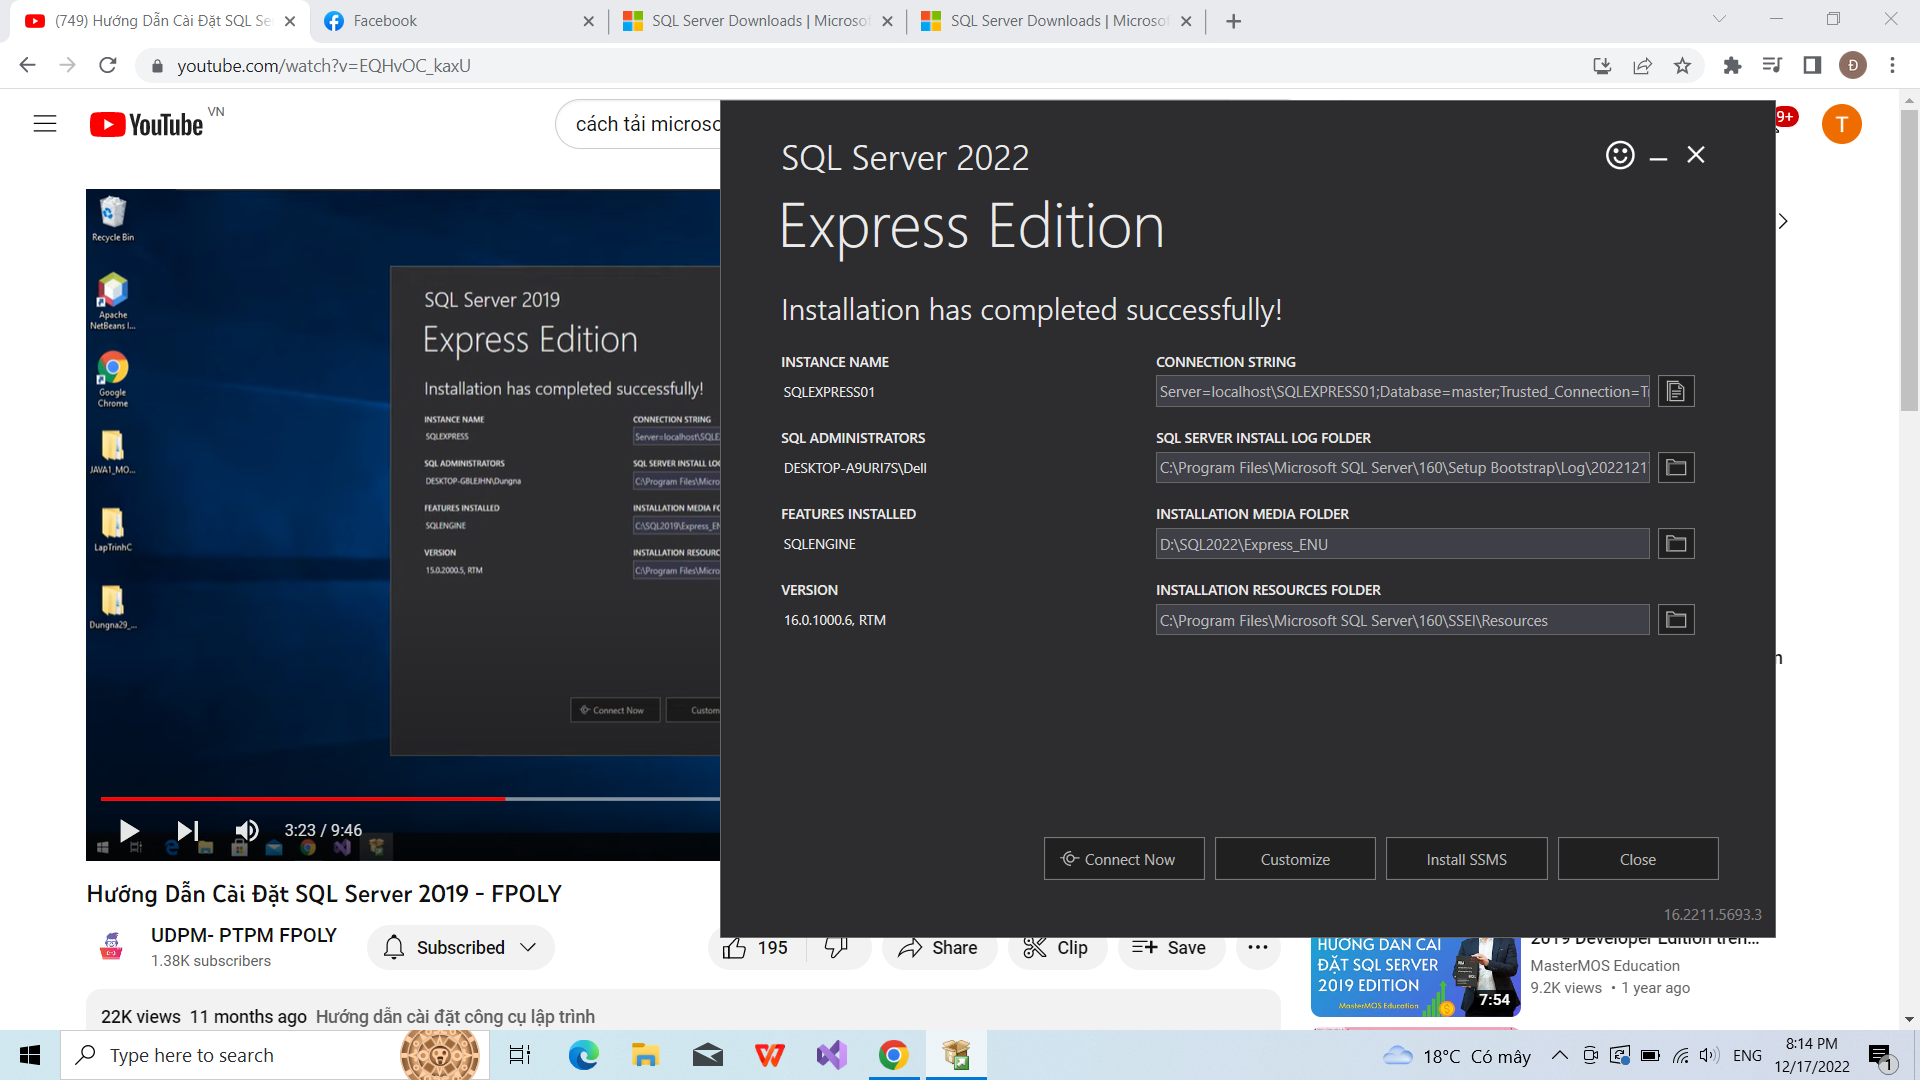 (749) Hướng Dẫn Cài Đặt SQL Se
Facebook
SQL Server Downloads | Microsof
SQL Server Downloads | Microsof
youtube.com/watch?v=EQHvOC_kaxU
Đ
YouTube VN
cách tải microso
9+
T
SQL Server 2022
Express Edition
Installation has completed successfully!
INSTANCE NAME
SQLEXPRESS01
CONNECTION STRING
Server=localhost\SQLEXPRESS01;Database=master;Trusted_Connection=Tr
SQL ADMINISTRATORS
DESKTOP-A9URI7S\Dell
SQL SERVER INSTALL LOG FOLDER
C:\Program Files\Microsoft SQL Server\160\Setup Bootstrap\Log\2022121
FEATURES INSTALLED
SQLENGINE
INSTALLATION MEDIA FOLDER
D:\SQL2022\Express_ENU
VERSION
16.0.1000.6, RTM
INSTALLATION RESOURCES FOLDER
C:\Program Files\Microsoft SQL Server\160\SSEI\Resources
Connect Now
Customize
Install SSMS
Close
16.2211.5693.3
Recycle Bin
Apache
NetBeans I...
Google
Chrome
JAVA1_MO...
LapTrinhC
Dungna29_...
SQL Server 2019
Express Edition
Installation has completed successfully!
INSTANCE NAME
SQLEXPRESS
CONNECTION STRING
Server=localhost\SQLE
SQL ADMINISTRATORS
DESKTOP-GBLEJHN\Dungna
SQL SERVER INSTALL LOG
C:\Program Files\Micro
FEATURES INSTALLED
SQLENGINE
INSTALLATION MEDIA FO
C:\SQL2019\Express_EN
VERSION
15.0.2000.5, RTM
INSTALLATION RESOURC
C:\Program Files\Micro
Connect Now
Custom
3:23 / 9:46
Hướng Dẫn Cài Đặt SQL Server 2019 - FPOLY
UDPM- PTPM FPOLY
1.38K subscribers
Subscribed
195
Share
Clip
Save
22K views 11 months ago Hướng dẫn cài đặt công cụ lập trình
HƯỚNG DẪN CÀI
ĐẶT SQL SERVER
2019 EDITION
MasterMOS Education
7:54
2019 Developer Edition trên...
MasterMOS Education
9.2K views • 1 year ago
Type here to search
18°C Có mây
ENG
8:14 PM
12/17/2022
1